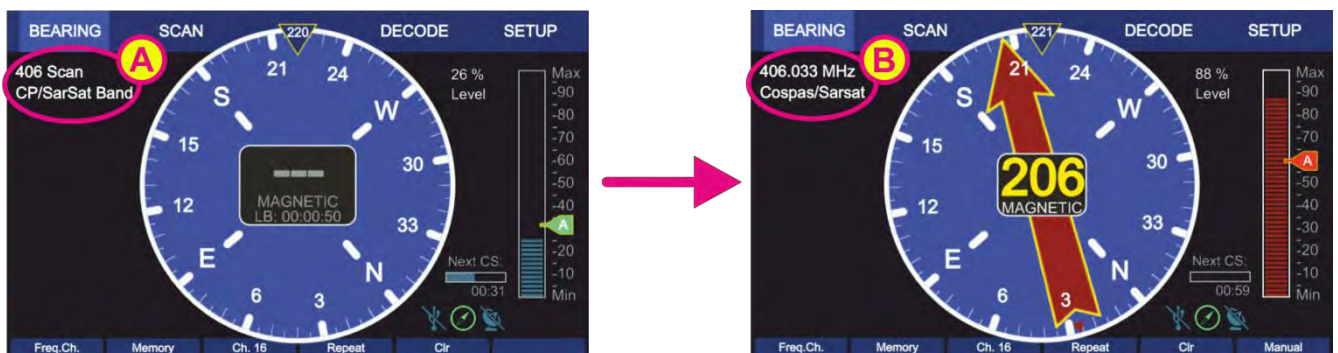 BEARING SCAN 220 DECODE SETUP
406 Scan
CP/SarSat Band
A
26 %
Level
21
24
S
W
15
30
12
33
E
N
6
3
---
MAGNETIC
LB: 00:00:50
Max
-90
-80
-70
-60
-50
-40
A
-20
-10
Min
Next CS:
00:31
Freq.Ch. Memory Ch. 16 Repeat Clr
BEARING SCAN 221 DECODE SETUP
406.033 MHz
Cospas/Sarsat
B
88 %
Level
21
24
S
W
15
30
12
33
E
N
6
3
206
MAGNETIC
Max
-90
-80
-70
A
-50
-40
-30
-20
-10
Min
Next CS:
00:59
Freq.Ch. Memory Ch. 16 Repeat Clr Manual